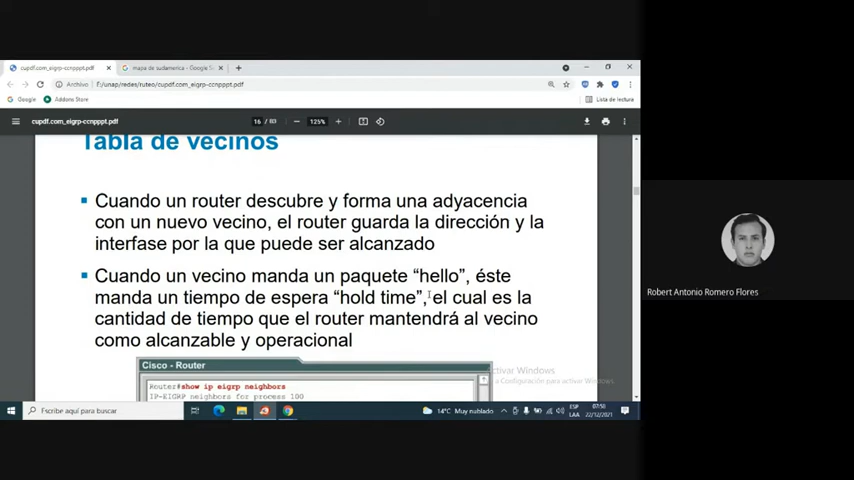 cupdf.com_eigrp-ccnpppt.pdf
mapa de sudamerica - Google S
Archivo
F:/unap/redes/ruteo/cupdf.com_eigrp-ccnpppt.pdf
Google
Addons Store
Lista de lectura
cupdf.com_eigrp-ccnpppt.pdf
16 / 83
125%
Tabla de vecinos
Cuando un router descubre y forma una adyacencia
con un nuevo vecino, el router guarda la dirección y la
interfase por la que puede ser alcanzado
Cuando un vecino manda un paquete “hello”, éste
manda un tiempo de espera “hold time”, el cual es la
cantidad de tiempo que el router mantendrá al vecino
como alcanzable y operacional
Cisco - Router
Router#show ip eigrp neighbors
IP-EIGRP neighbors for process 100
Activar Windows
a Configuración para activar Windows
Escribe aquí para buscar
14°C Muy nublado
ESP
LAA
07:50
22/12/2021
Robert Antonio Romero Flores